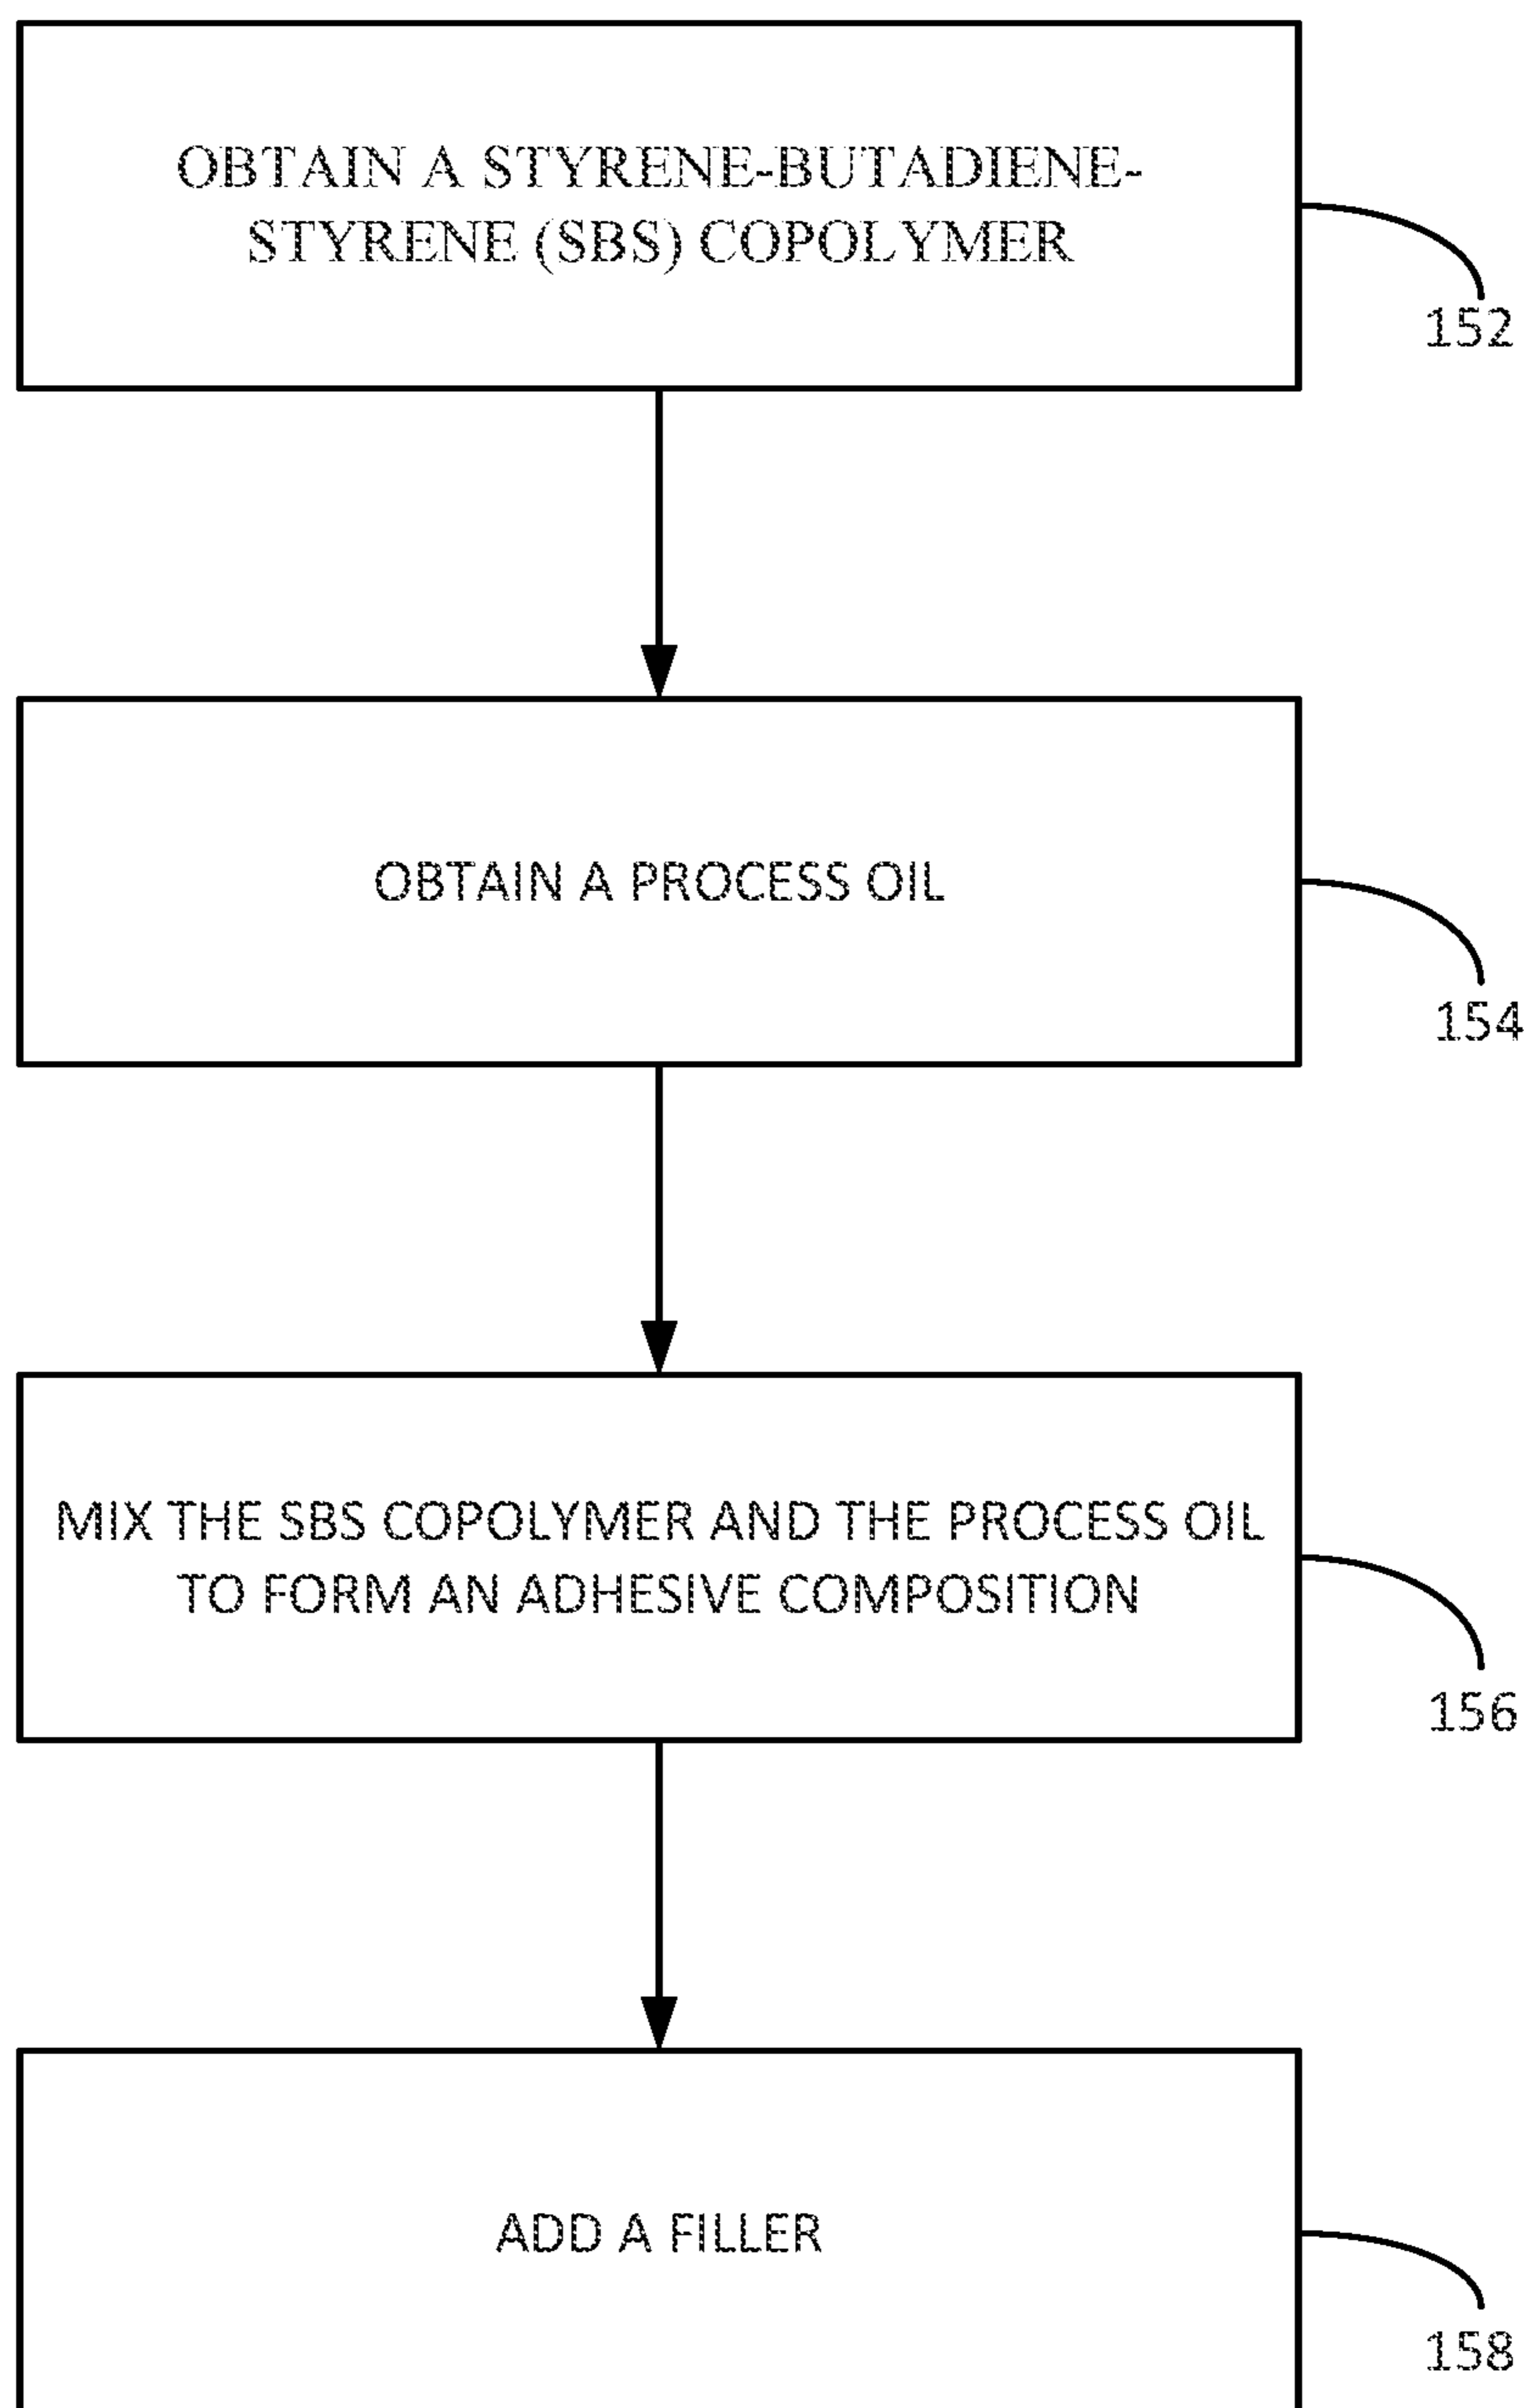 OBTAIN A STYRENE-BUTADIENE-
STYRENE (SBS) COPOLYMER
152
OBTAIN A PROCESS OIL
154
MIX THE SBS COPOLYMER AND THE PROCESS OIL
TO FORM AN ADHESIVE COMPOSITION
156
ADD A FILLER
158